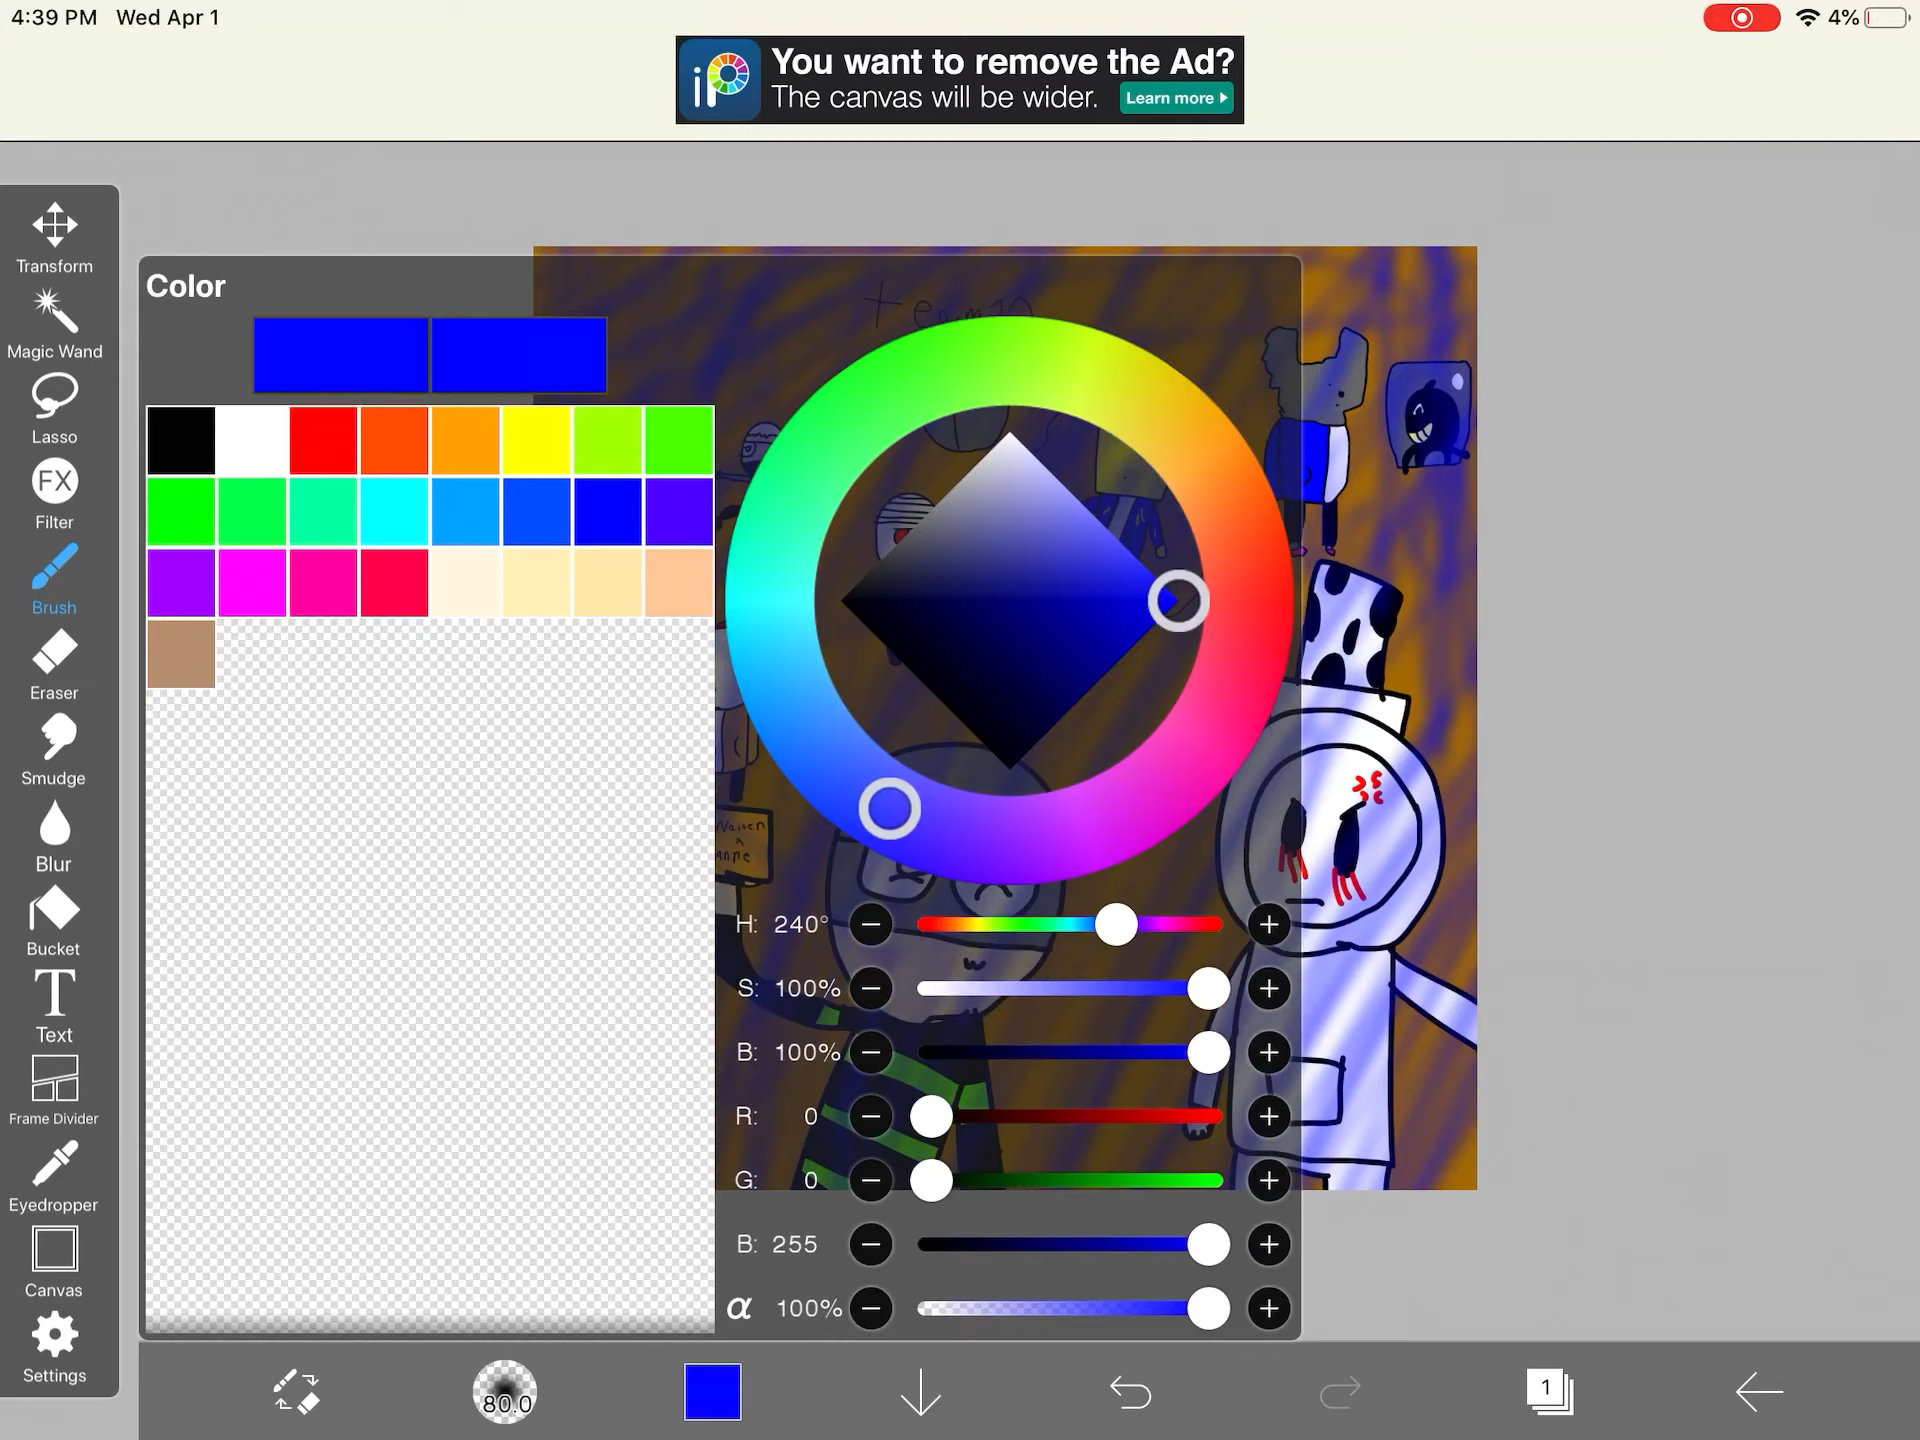 4:39 PM Wed Apr 1
4%
iP
You want to remove the Ad?
The canvas will be wider.
Learn more
Transform
Magic Wand
Lasso
FX
Filter
Brush
Eraser
Smudge
Blur
Bucket
T
Text
Frame Divider
Eyedropper
Canvas
Settings
Color
H: 240°
S: 100%
B: 100%
R: 0
G: 0
B: 255
α 100%
80.0
1